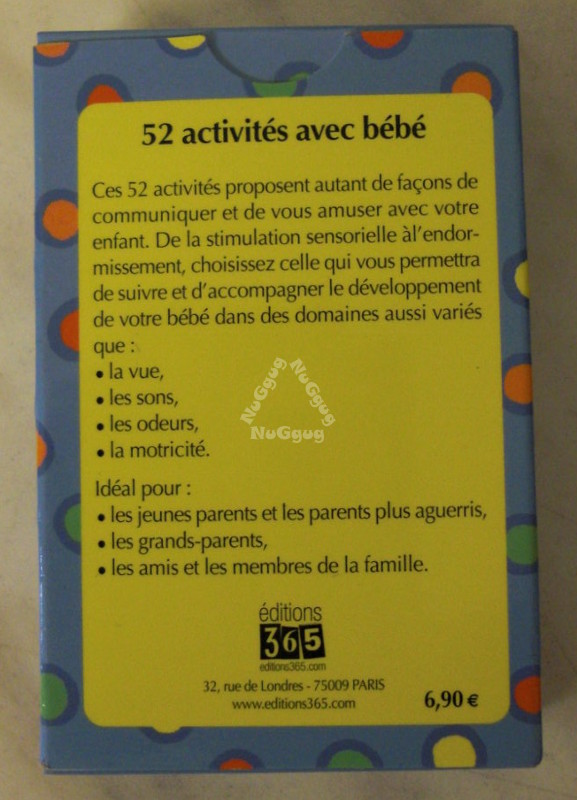 52 activités avec bébé
Ces 52 activités proposent autant de façons de
communiquer et de vous amuser avec votre
enfant. De la stimulation sensorielle àl'endor-
missement, choisissez celle qui vous permettra
de suivre et d'accompagner le développement
de votre bébé dans des domaines aussi variés
que :
• la vue,
• les sons,
• les odeurs,
• la motricité.
NuGgug
NuGgug
NuGgug
Idéal pour :
• les jeunes parents et les parents plus aguerris,
• les grands-parents,
• les amis et les membres de la famille.
éditions
365
editions365.com
32, rue de Londres - 75009 PARIS
www.editions365.com
6,90 €